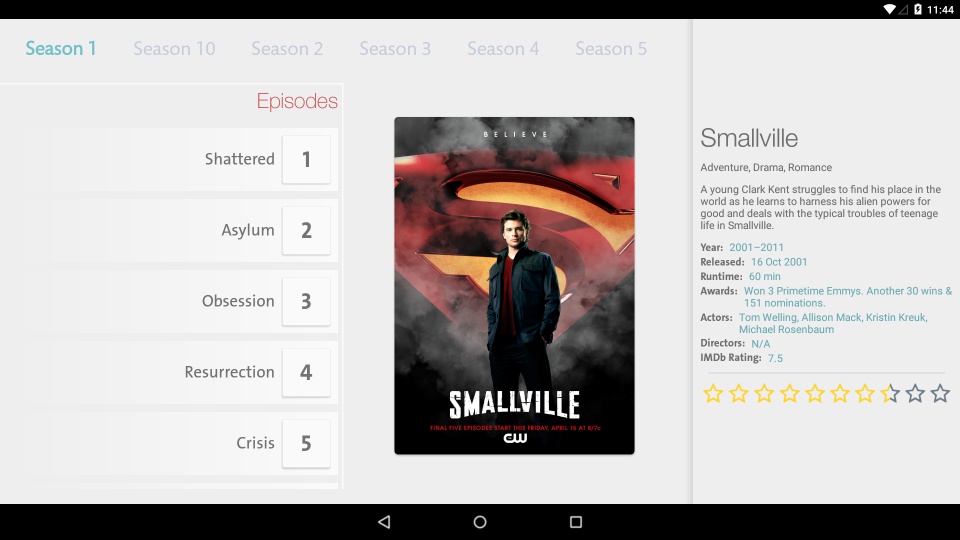 11:44
Season 1 Season 10 Season 2 Season 3 Season 4 Season 5
Episodes
Shattered 1
Asylum 2
Obsession 3
Resurrection 4
Crisis 5
BELIEVE
SMALLVILLE
FINAL FIVE EPISODES START THIS FRIDAY, APRIL 15 AT 8/7c
CW
Smallville
Adventure, Drama, Romance
A young Clark Kent struggles to find his place in the
world as he learns to harness his alien powers for
good and deals with the typical troubles of teenage
life in Smallville.
Year: 2001–2011
Released: 16 Oct 2001
Runtime: 60 min
Awards: Won 3 Primetime Emmys. Another 30 wins &
151 nominations.
Actors: Tom Welling, Allison Mack, Kristin Kreuk,
Michael Rosenbaum
Directors: N/A
IMDb Rating: 7.5